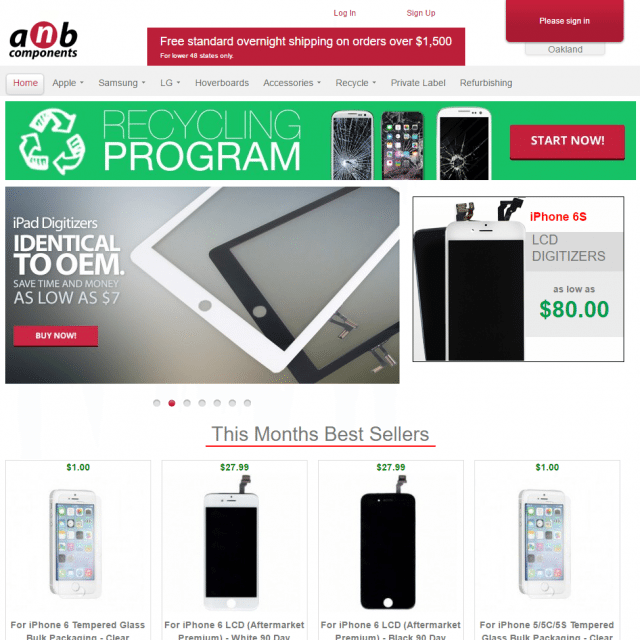 anb
components
Log In
Sign Up
Please sign in
Oakland
Free standard overnight shipping on orders over $1,500
For lower 48 states only.
Home
Apple
Samsung
LG
Hoverboards
Accessories
Recycle
Private Label
Refurbishing
RECYCLING
PROGRAM
START NOW!
iPad Digitizers
IDENTICAL
TO OEM.
SAVE TIME AND MONEY
AS LOW AS $7
BUY NOW!
iPhone 6S
LCD
DIGITIZERS
as low as
$80.00
This Months Best Sellers
$1.00
$27.99
$27.99
$1.00
For iPhone 6 Tempered Glass
Bulk Packaging - Clear
For iPhone 6 LCD (Aftermarket
Premium) - White 90 Day
For iPhone 6 LCD (Aftermarket
Premium) - Black 90 Day
For iPhone 5/5C/5S Tempered
Glass Bulk Packaging - Clear